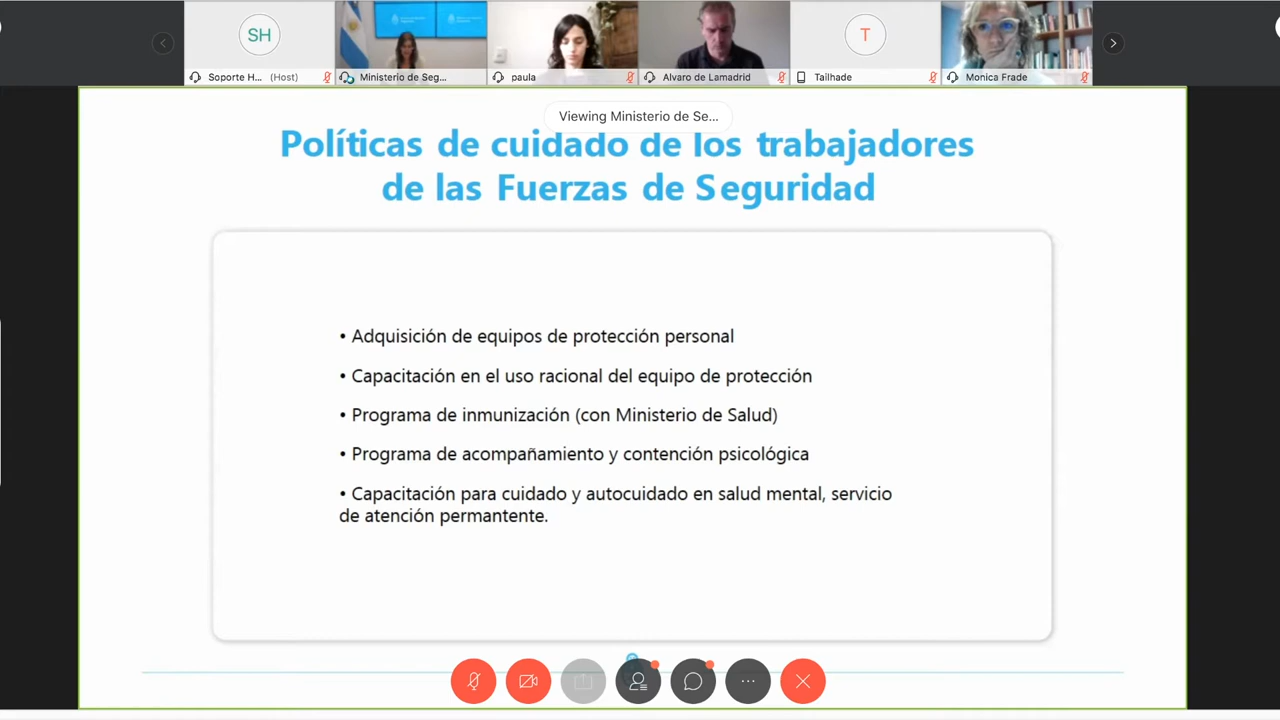 SH
T
Soporte H... (Host)
Ministerio de Seg...
paula
Alvaro de Lamadrid
Tailhade
Monica Frade
Viewing Ministerio de Se...
Políticas de cuidado de los trabajadores
de las Fuerzas de Seguridad
• Adquisición de equipos de protección personal
• Capacitación en el uso racional del equipo de protección
• Programa de inmunización (con Ministerio de Salud)
• Programa de acompañamiento y contención psicológica
• Capacitación para cuidado y autocuidado en salud mental, servicio
de atención permantente.